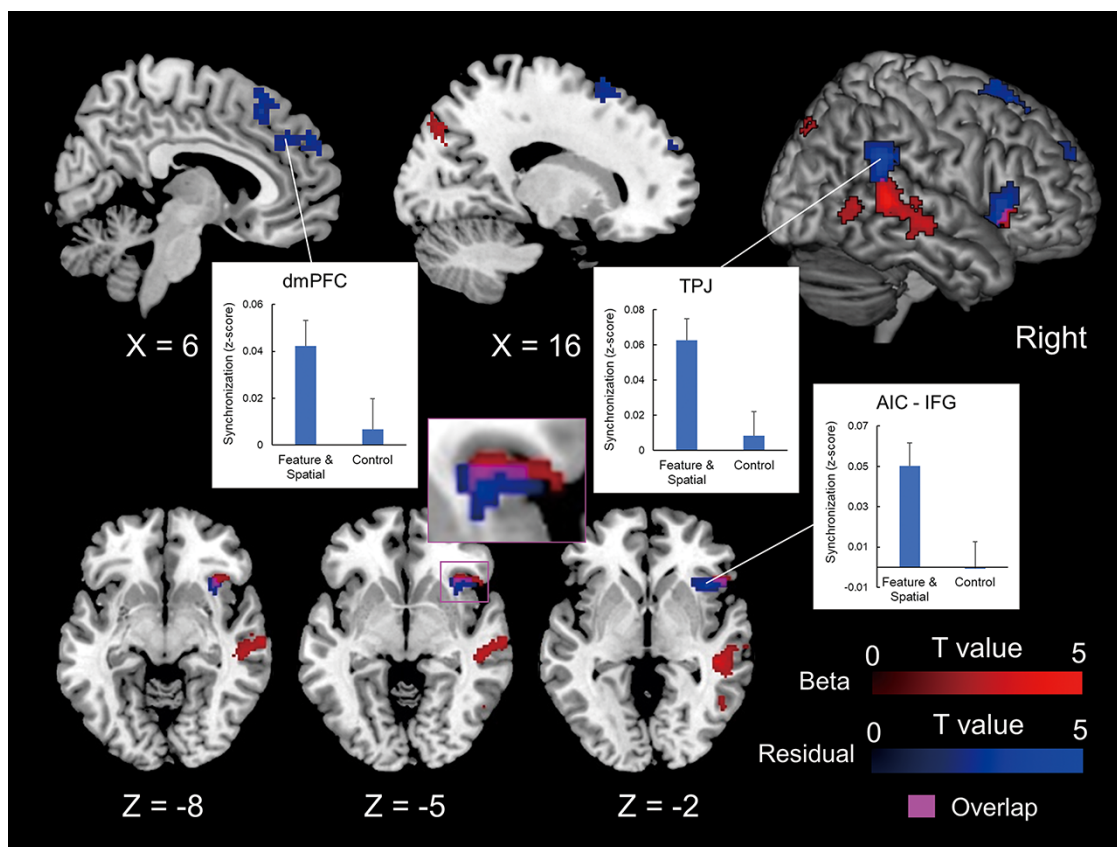 X = 6
X = 16
Right
dmPFC
Synchronization (z-score)
0.06
0.04
0.02
0
Feature &
Spatial
Control
TPJ
Synchronization (z-score)
0.08
0.06
0.04
0.02
0
Feature &
Spatial
Control
AIC - IFG
Synchronization (z-score)
0.07
0.05
0.03
0.01
-0.01
Feature &
Spatial
Control
Z = -8
Z = -5
Z = -2
0 T value 5
Beta
0 T value 5
Residual
Overlap